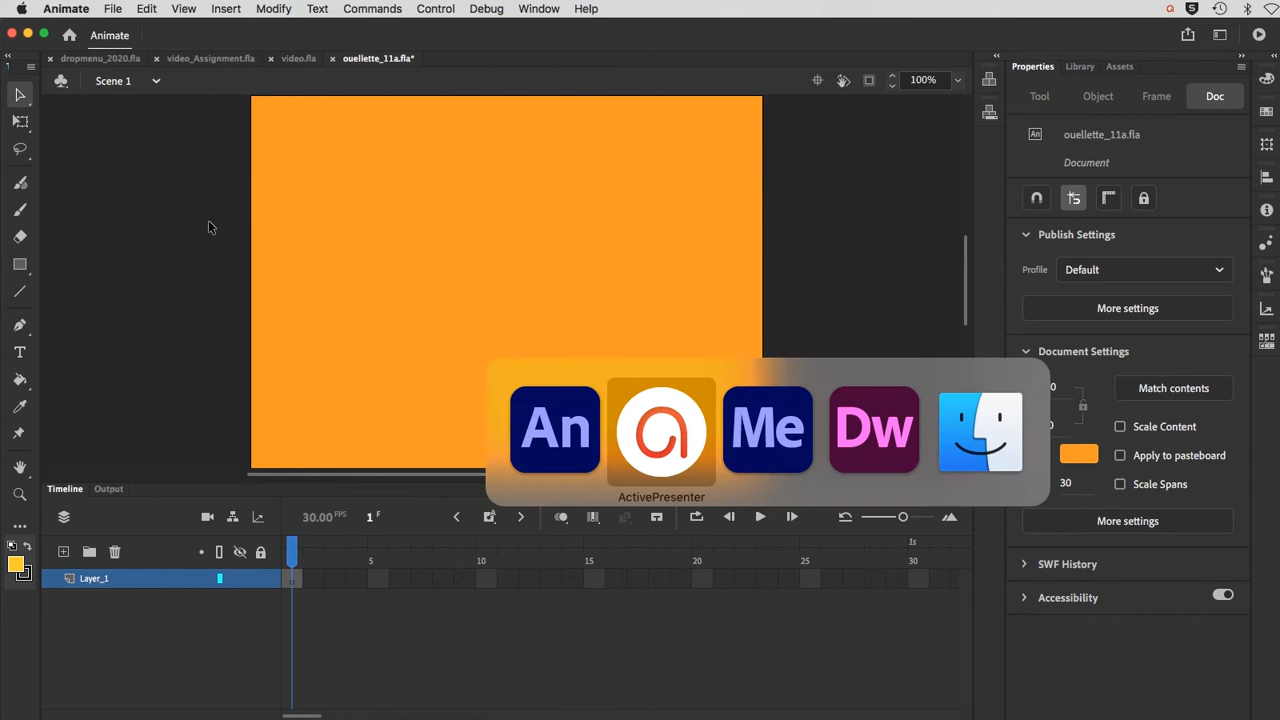 Animate File Edit View Insert Modify Text Commands Control Debug Window Help
Animate
dropmenu_2020.fla video_Assignment.fla video.fla ouellette_11a.fla*
Scene 1 100%
Properties Library Assets
Tool Object Frame Doc
An ouellette_11a.fla
Document
Publish Settings
Profile Default
More settings
Document Settings
0 Match contents
0 Scale Content
Apply to pasteboard
30 Scale Spans
More settings
SWF History
Accessibility
An Me Dw
ActivePresenter
Timeline Output
30.00 FPS 1 F
1s
5 10 15 20 25 30
Layer_1